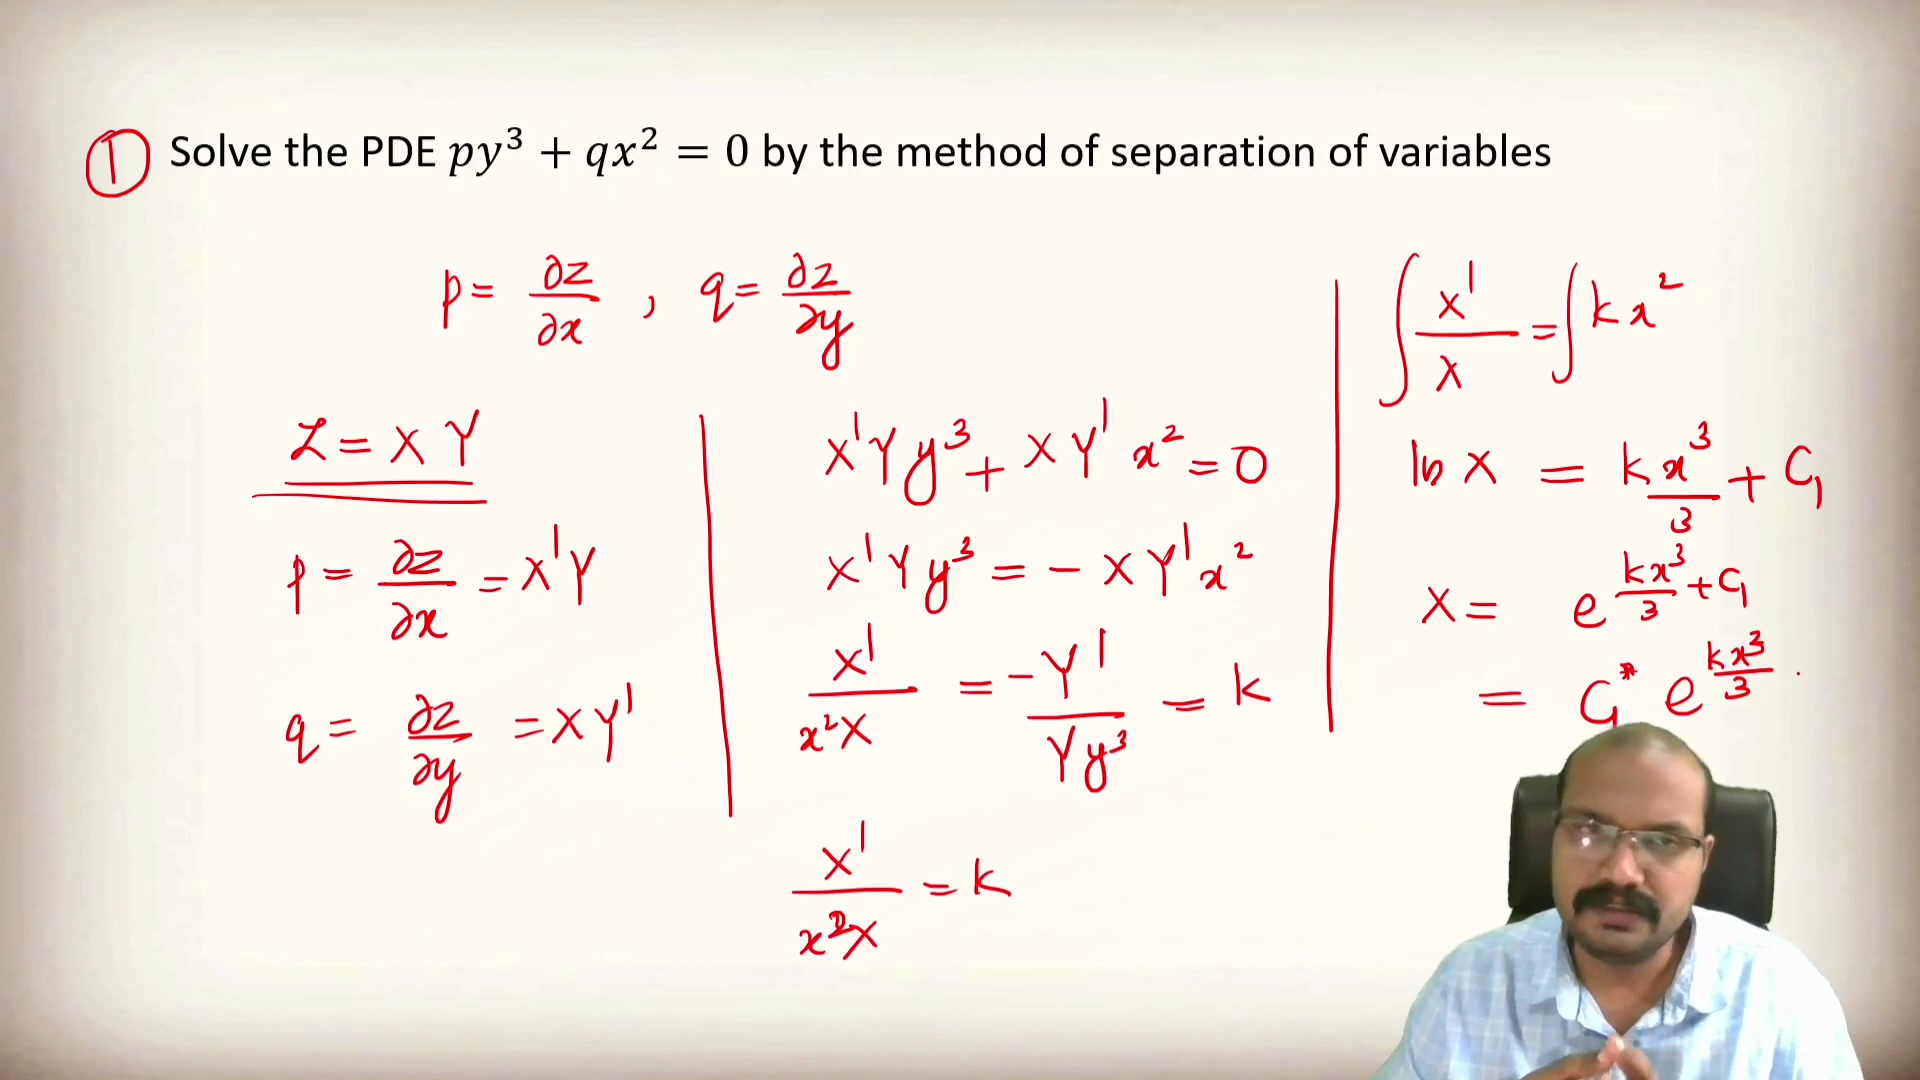 ① Solve the PDE py³ + qx² = 0 by the method of separation of variables
p = ∂z/∂x , q = ∂z/∂y
Z = X Y
p = ∂z/∂x = X'Y
q = ∂z/∂y = XY'
X'Yy³ + XY'x² = 0
X'Yy³ = - XY'x²
X'/x²X = -Y'/Yy³ = k
X'/x²X = k
∫ X'/X = ∫ kx²
ln X = kx³/3 + C₁
X = e^(kx³/3 + C₁)
= C₁* e^(kx³/3)